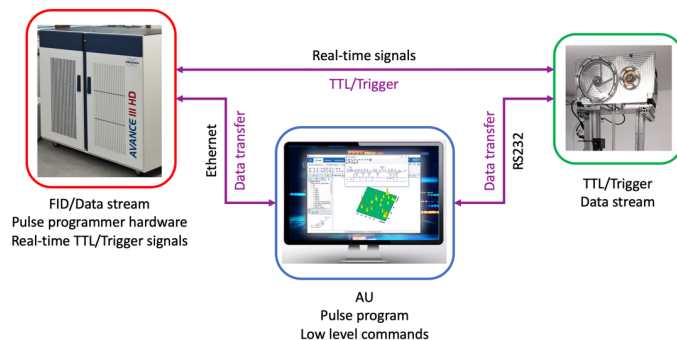 Real-time signals
TTL/Trigger
AVANCE III HD
Ethernet
Data transfer
Data transfer
RS232
FID/Data stream
Pulse programmer hardware
Real-time TTL/Trigger signals
TTL/Trigger
Data stream
AU
Pulse program
Low level commands